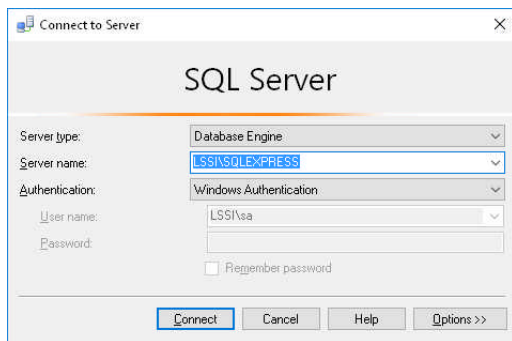 Connect to Server
SQL Server
Server type: Database Engine
Server name: LSSI\SQLEXPRESS
Authentication: Windows Authentication
User name: LSSI\sa
Password:
Remember password
Connect Cancel Help Options >>